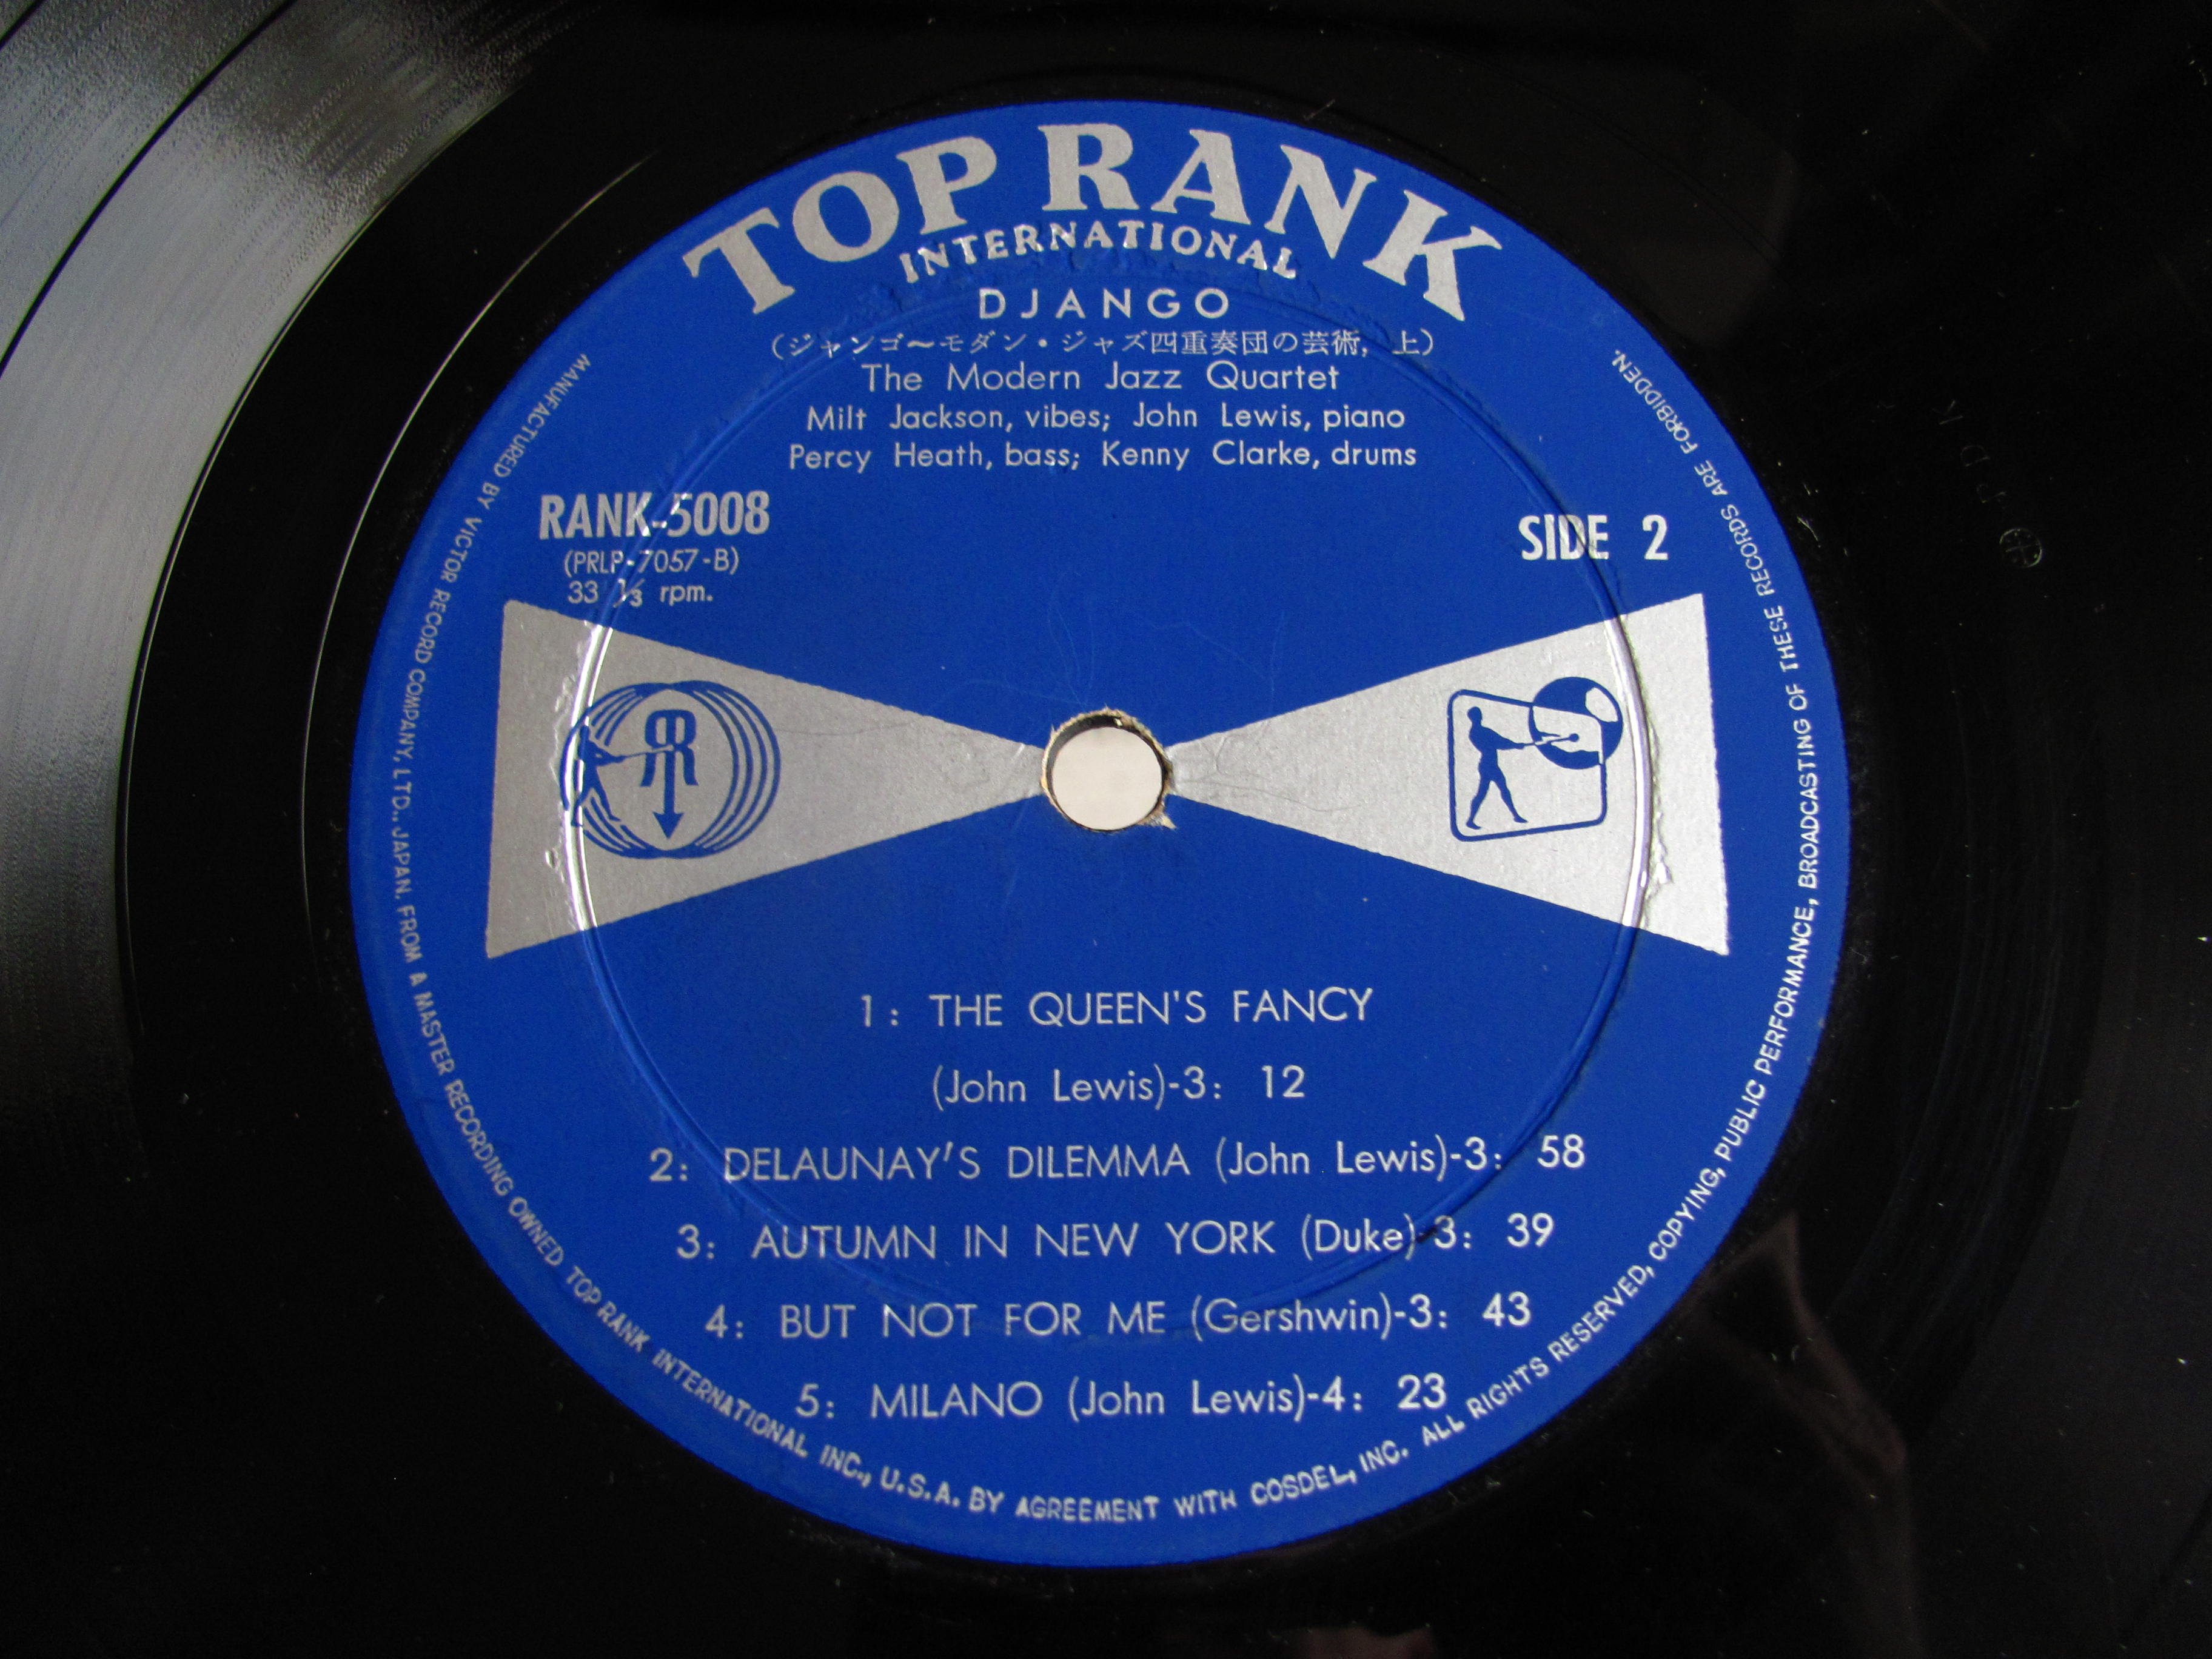 TOP RANK
INTERNATIONAL
DJANGO
(ジャンゴ〜モダン・ジャズ四重奏団の芸術, 上)
The Modern Jazz Quartet
Milt Jackson, vibes; John Lewis, piano
Percy Heath, bass; Kenny Clarke, drums
RANK-5008
(PRLP-7057-B)
33 1/3 rpm.
SIDE 2
1: THE QUEEN'S FANCY
(John Lewis)-3: 12
2: DELAUNAY'S DILEMMA (John Lewis)-3: 58
3: AUTUMN IN NEW YORK (Duke)-3: 39
4: BUT NOT FOR ME (Gershwin)-3: 43
5: MILANO (John Lewis)-4: 23
MANUFACTURED BY VICTOR RECORD COMPANY, LTD., JAPAN. FROM A MASTER RECORDING OWNED TOP RANK INTERNATIONAL INC., U.S.A. BY AGREEMENT WITH COSDEL, INC. ALL RIGHTS RESERVED, COPYING, PUBLIC PERFORMANCE, BROADCASTING OF THESE RECORDS ARE FORBIDDEN.